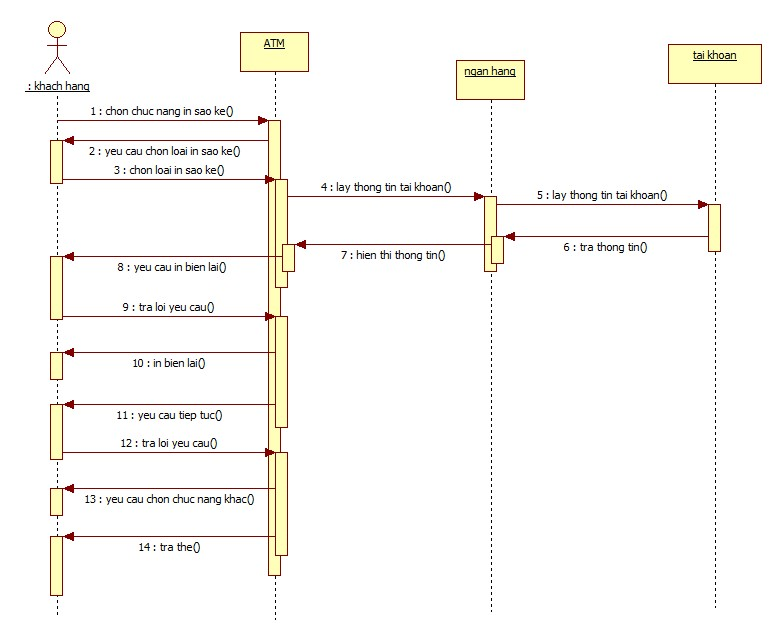 : khach hang
ATM
ngan hang
tai khoan
1 : chon chuc nang in sao ke()
2 : yeu cau chon loai in sao ke()
3 : chon loai in sao ke()
4 : lay thong tin tai khoan()
5 : lay thong tin tai khoan()
6 : tra thong tin()
7 : hien thi thong tin()
8 : yeu cau in bien lai()
9 : tra loi yeu cau()
10 : in bien lai()
11 : yeu cau tiep tuc()
12 : tra loi yeu cau()
13 : yeu cau chon chuc nang khac()
14 : tra the()